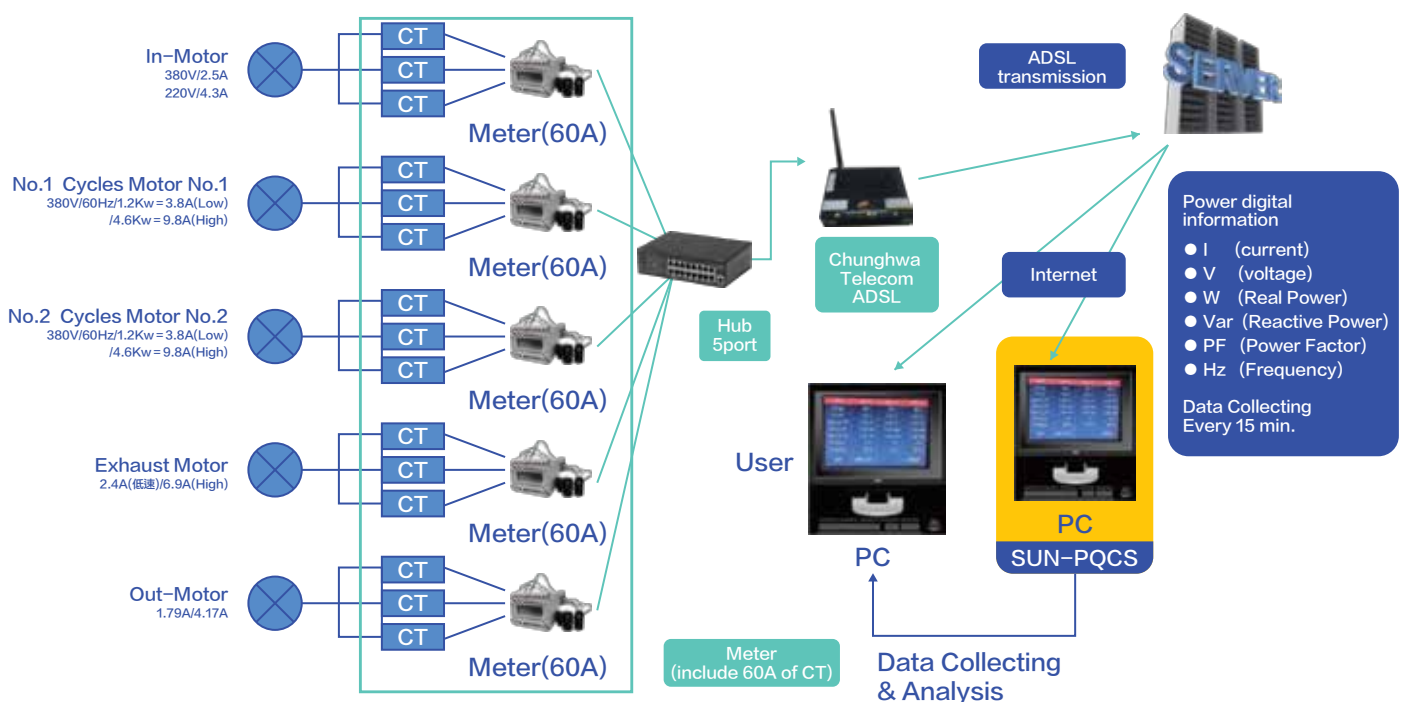 In-Motor
380V/2.5A
220V/4.3A
CT
CT
CT
Meter(60A)
No.1 Cycles Motor No.1
380V/60Hz/1.2Kw=3.8A(Low)
/4.6Kw=9.8A(High)
CT
CT
CT
Meter(60A)
No.2 Cycles Motor No.2
380V/60Hz/1.2Kw=3.8A(Low)
/4.6Kw=9.8A(High)
CT
CT
CT
Meter(60A)
Exhaust Motor
2.4A(低速)/6.9A(High)
CT
CT
CT
Meter(60A)
Out-Motor
1.79A/4.17A
CT
CT
CT
Meter(60A)
Hub
5port
Chunghwa
Telecom
ADSL
ADSL
transmission
SERVER
Internet
User
PC
PC
SUN-PQCS
Meter
(include 60A of CT)
Data Collecting
& Analysis
Power digital
information
● I (current)
● V (voltage)
● W (Real Power)
● Var (Reactive Power)
● PF (Power Factor)
● Hz (Frequency)
Data Collecting
Every 15 min.